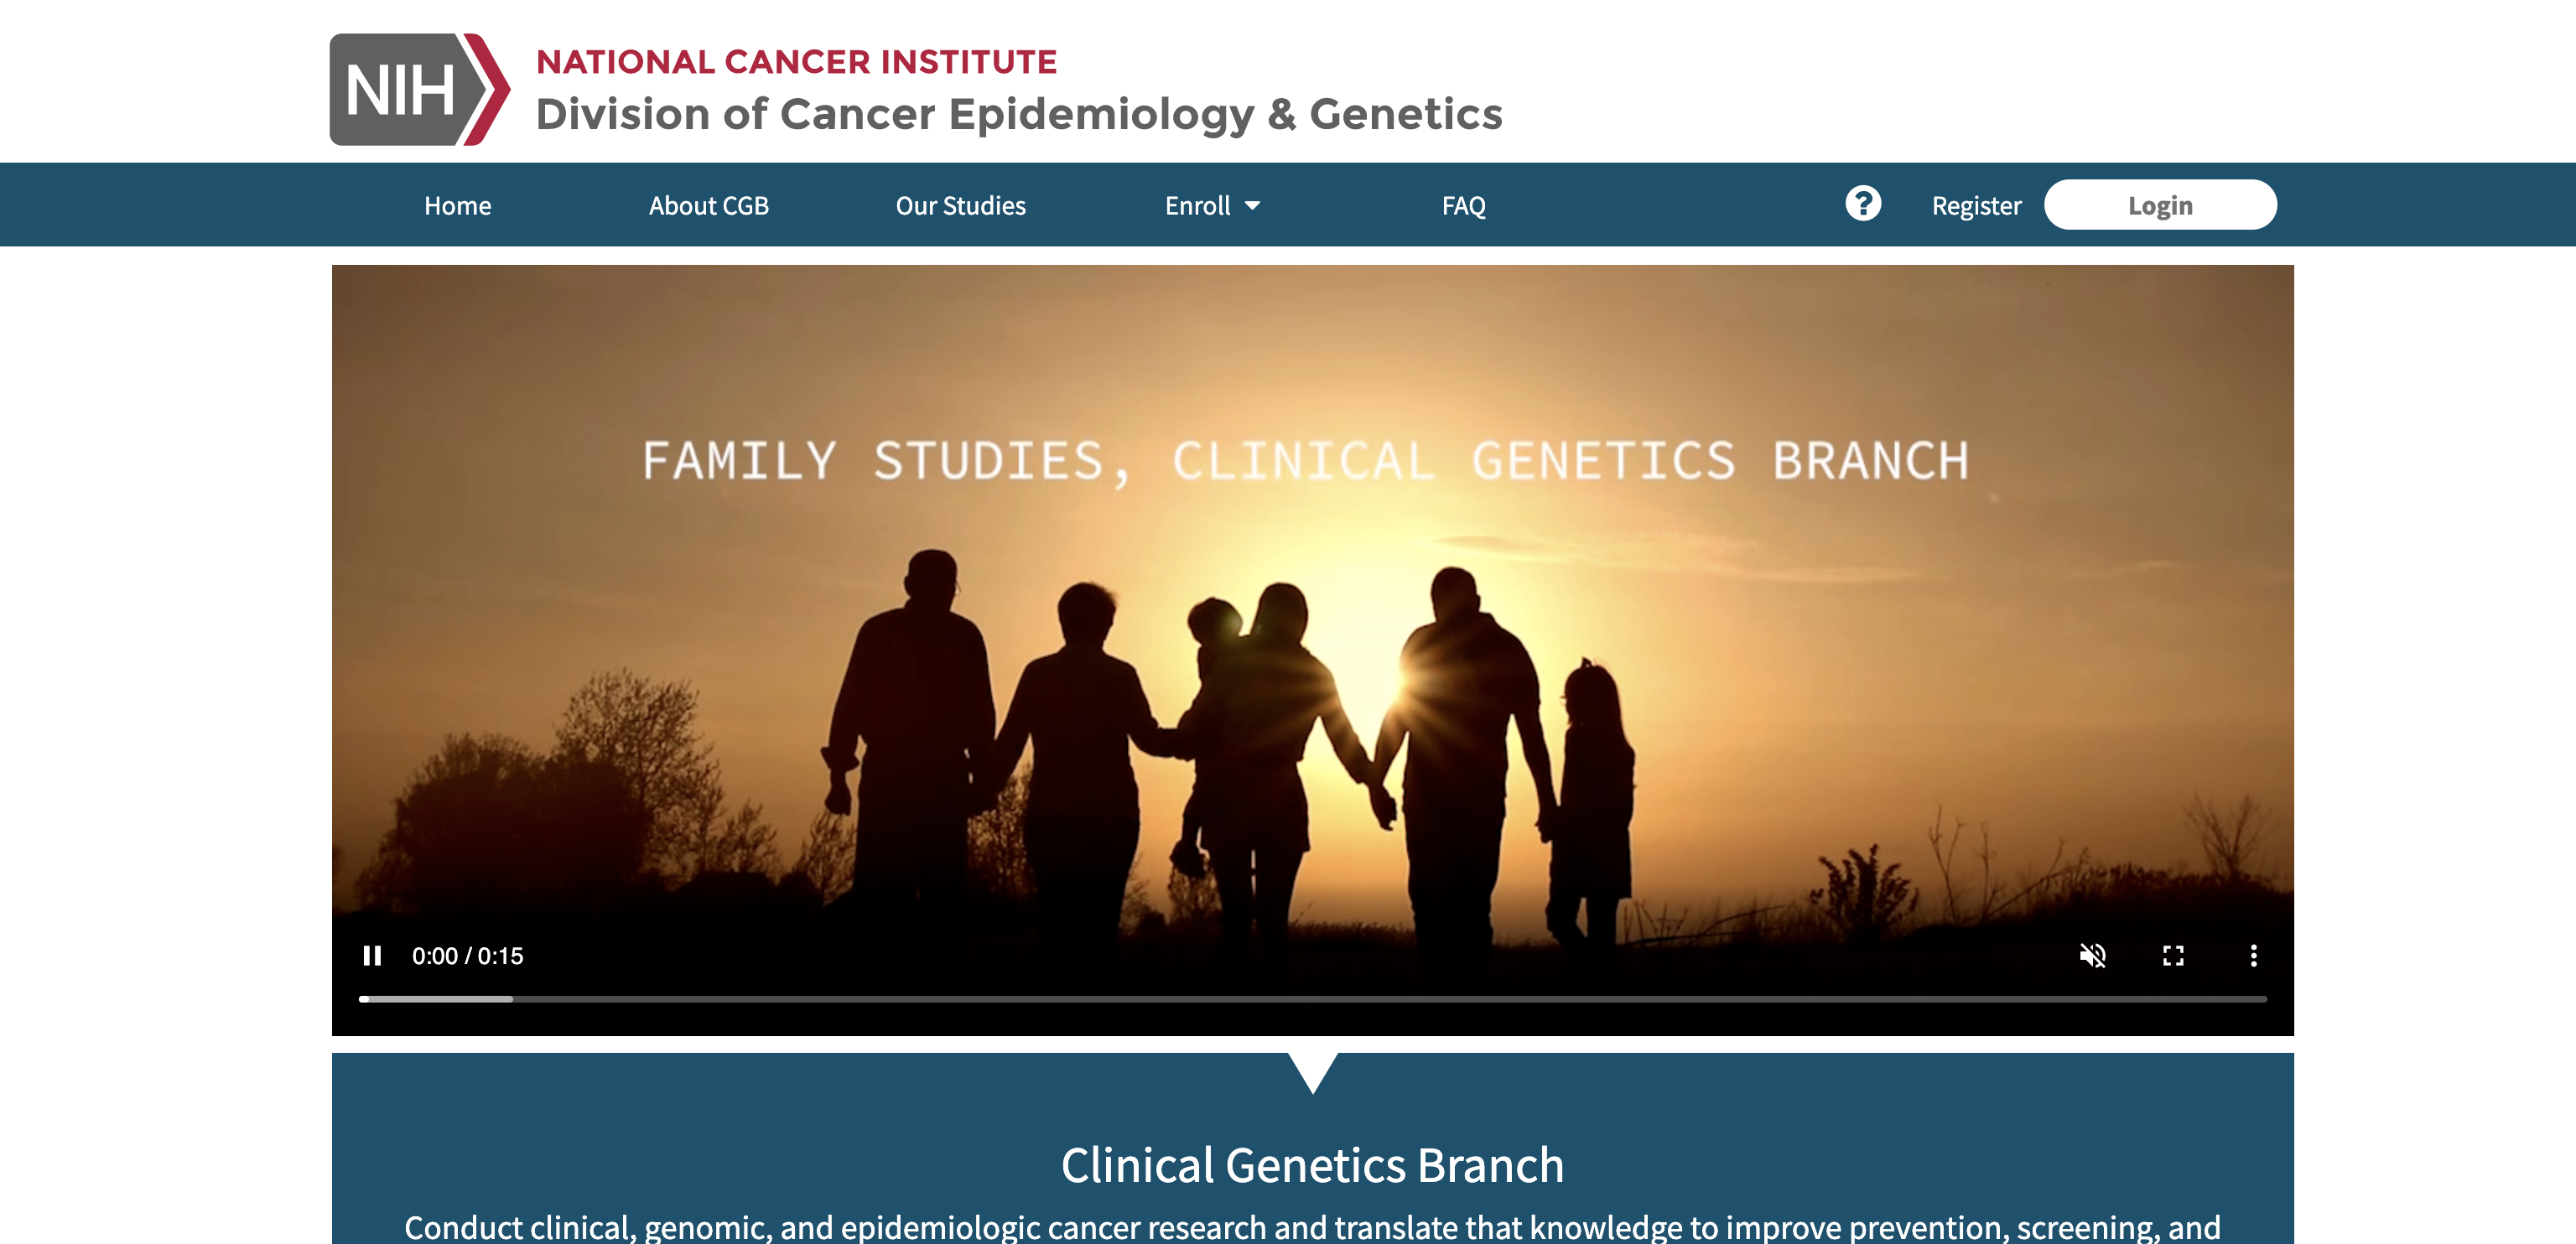 NIH
NATIONAL CANCER INSTITUTE
Division of Cancer Epidemiology & Genetics
Home
About CGB
Our Studies
Enroll
FAQ
?
Register
Login
FAMILY STUDIES, CLINICAL GENETICS BRANCH
0:00 / 0:15
Clinical Genetics Branch
Conduct clinical, genomic, and epidemiologic cancer research and translate that knowledge to improve prevention, screening, and